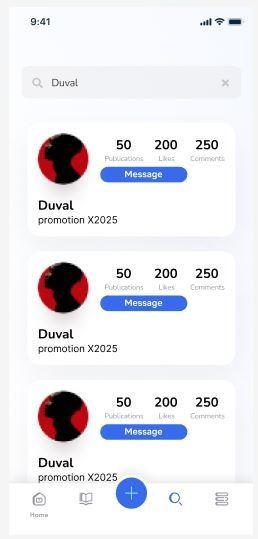 9:41
Duval
50 200 250
Publications Likes Comments
Message
Duval
promotion X2025
50 200 250
Publications Likes Comments
Message
Duval
promotion X2025
50 200 250
Publications Likes Comments
Message
Duval
promotion X2025
Home